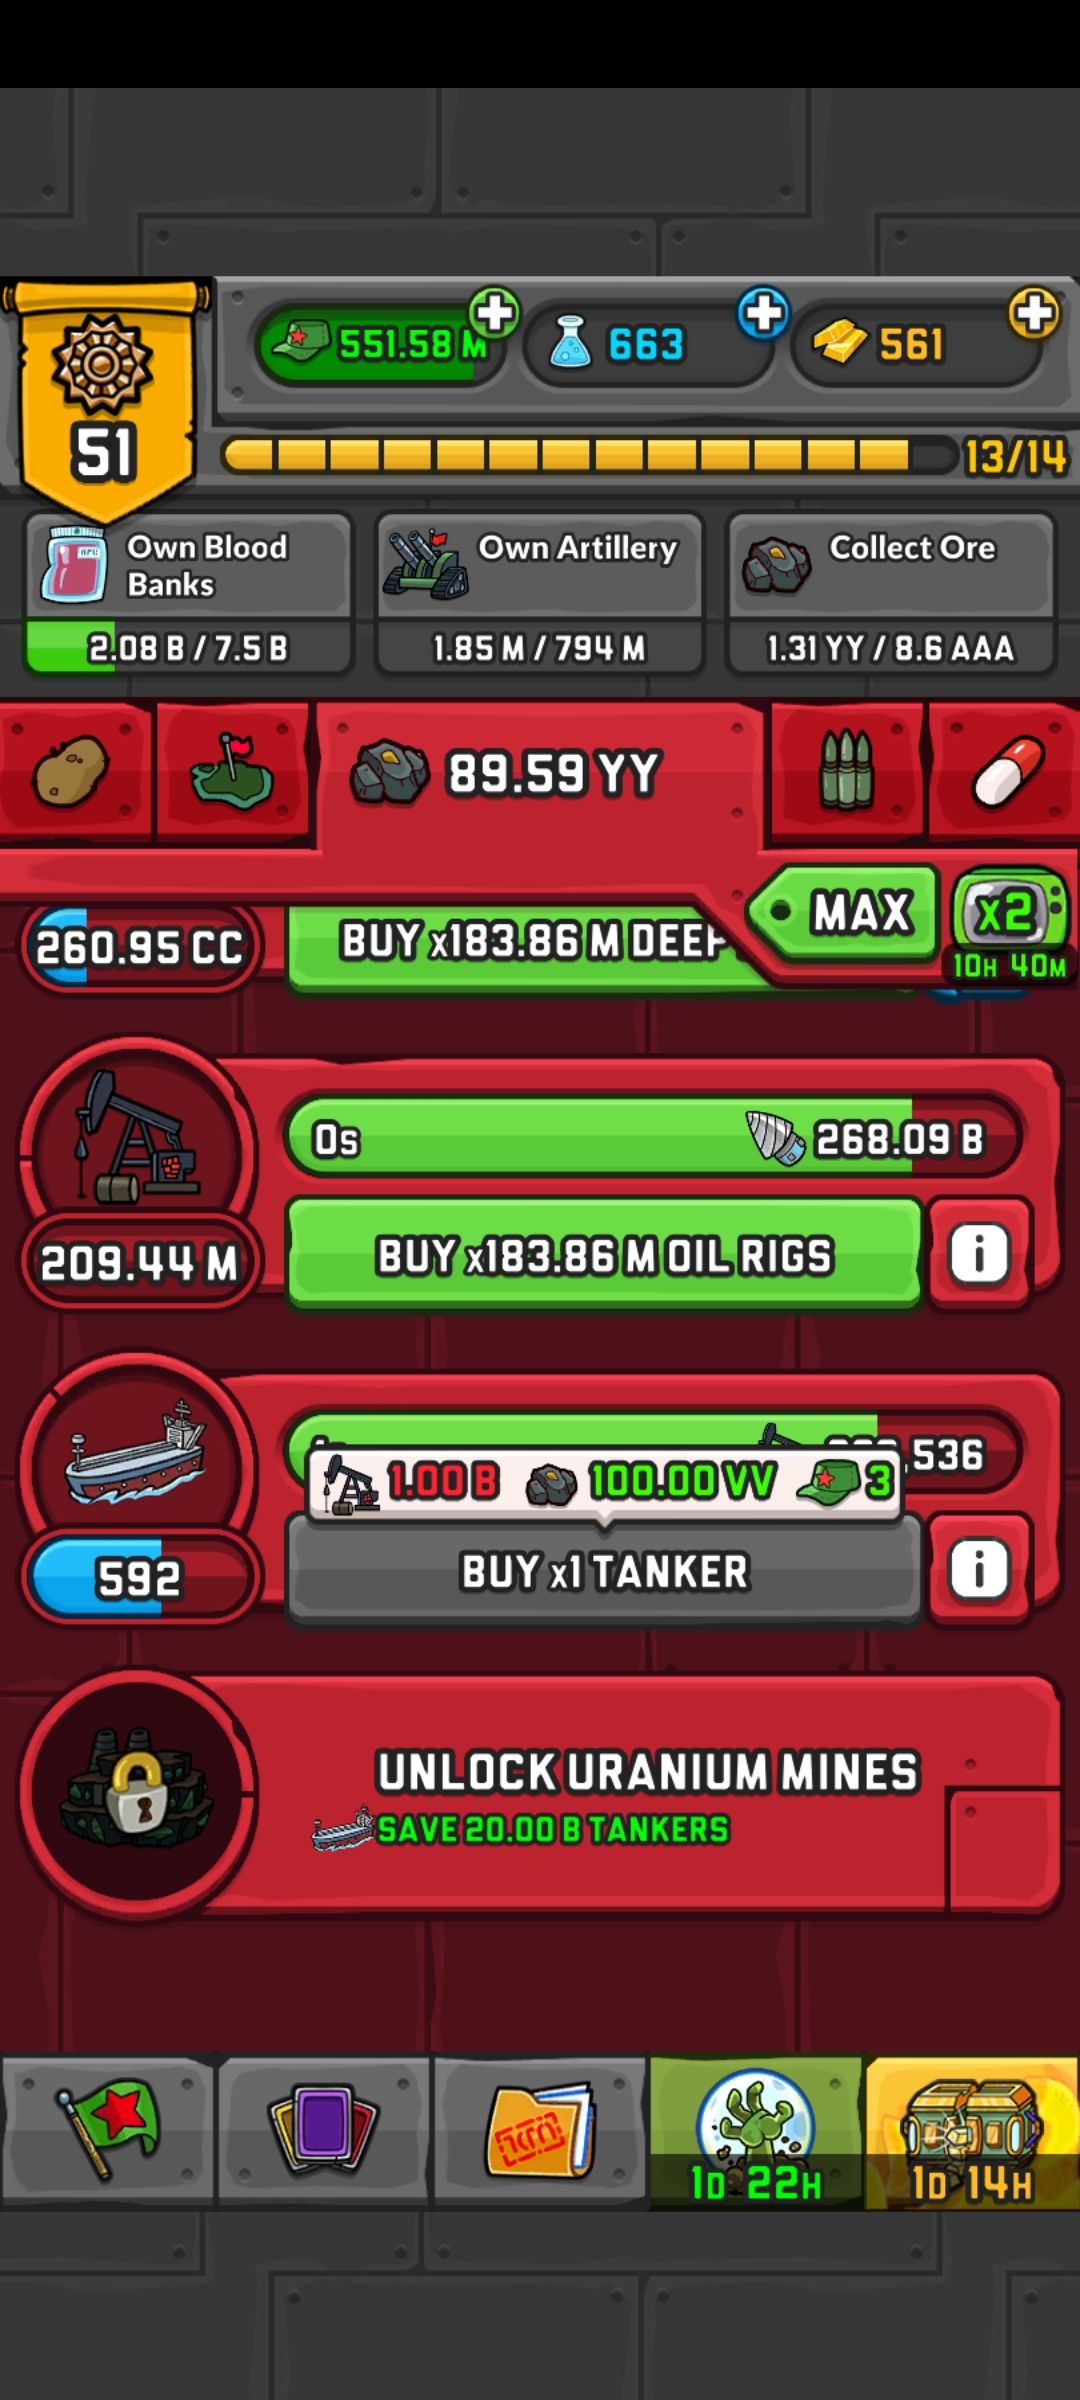 551.58 M
663
561
51
13/14
Own Blood
Banks
Own Artillery
Collect Ore
2.08 B / 7.5 B
1.85 M / 794 M
1.31 YY / 8.6 AAA
89.59 YY
MAX
x2
10H 40M
260.95 CC
BUY x183.86 M DEEP
0s
268.09 B
209.44 M
BUY x183.86 M OIL RIGS
i
,536
1.00 B
100.00 VV
3
592
BUY x1 TANKER
i
UNLOCK URANIUM MINES
SAVE 20.00 B TANKERS
1D 22H
1D 14H